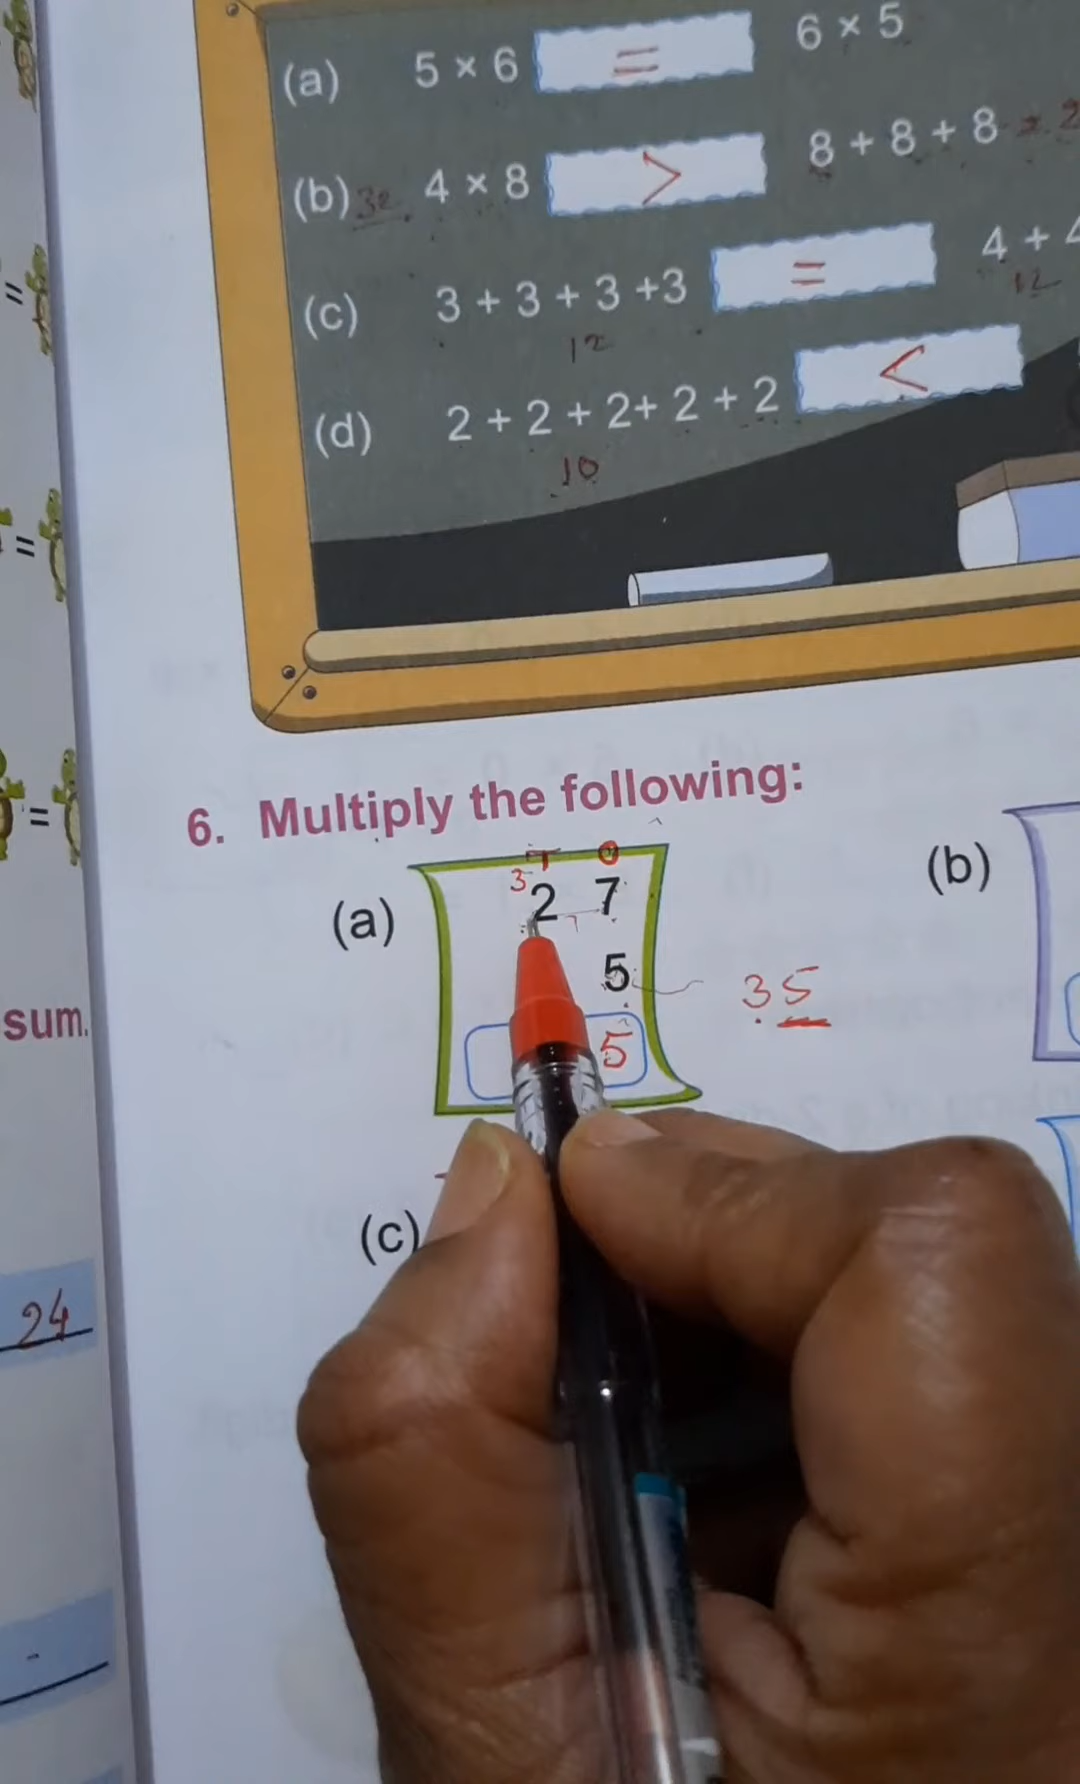 (a) 5 × 6 = 6 × 5
(b) 32 4 × 8 > 8 + 8 + 8 = 2
(c) 3 + 3 + 3 +3 = 4 + 4
12 12
(d) 2 + 2 + 2+ 2 + 2 <
10
=
=
=
6. Multiply the following:
T O
(a) 3 2 7 (b)
5 35
5
sum.
(c)
24